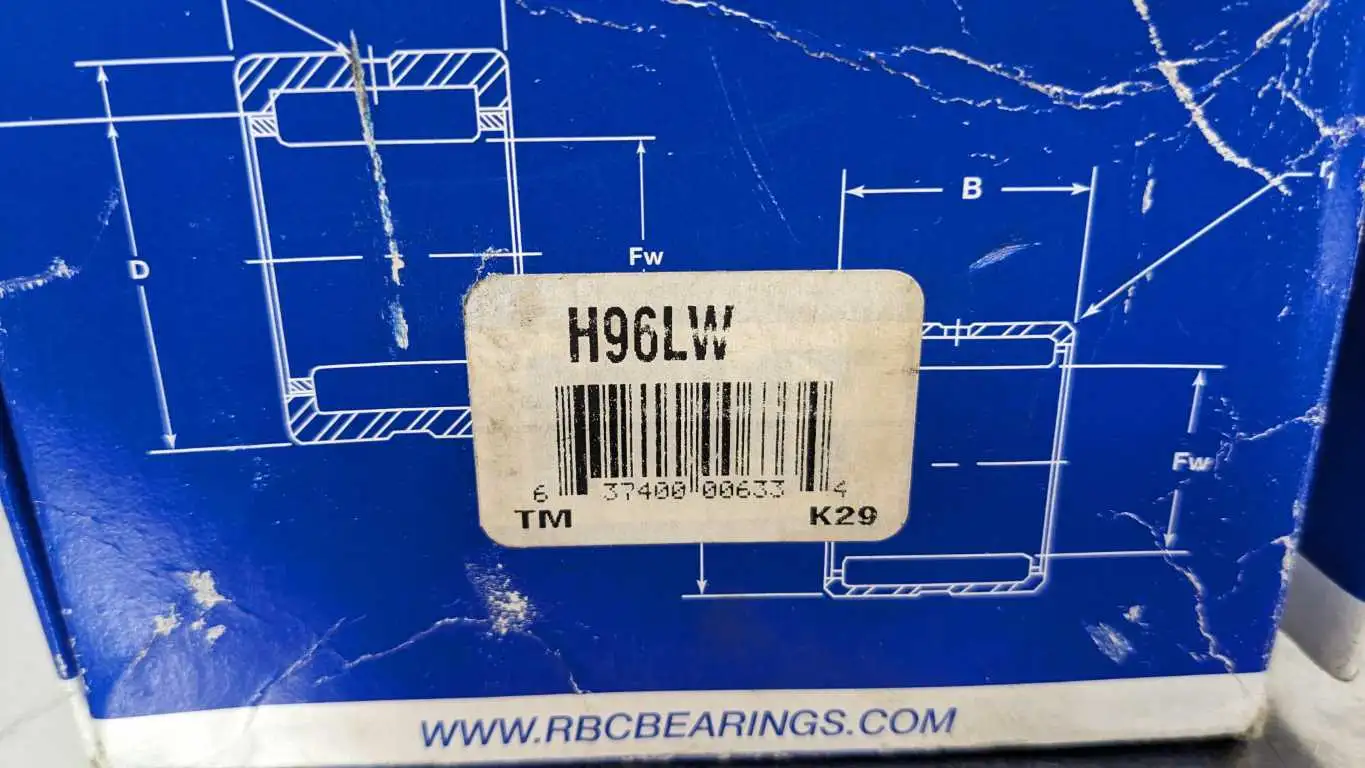 B
r
D
Fw
H96LW
6 37400 00633 4
TM K29
Fw
WWW.RBCBEARINGS.COM